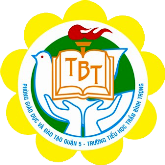 TBT
PHÒNG GIÁO DỤC VÀ ĐÀO TẠO QUẬN 5 - TRƯỜNG TIỂU HỌC TRẦN BÌNH TRỌNG